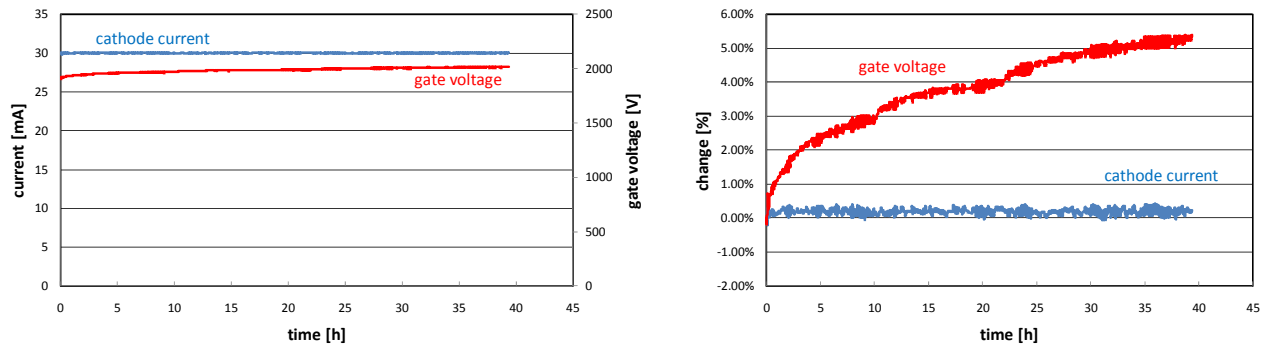 cathode current
gate voltage
current [mA]
35
30
25
20
15
10
5
0
gate voltage [V]
2500
2000
1500
1000
500
0
0 5 10 15 20 25 30 35 40 45
time [h]
gate voltage
cathode current
change [%]
6.00%
5.00%
4.00%
3.00%
2.00%
1.00%
0.00%
-1.00%
-2.00%
0 5 10 15 20 25 30 35 40 45
time [h]